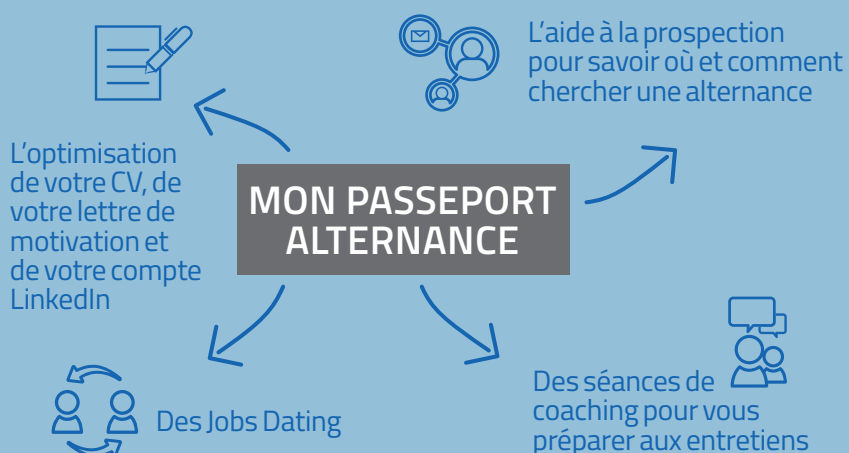 L'aide à la prospection
pour savoir où et comment
chercher une alternance
L'optimisation
de votre CV, de
votre lettre de
motivation et
de votre compte
LinkedIn
MON PASSEPORT
ALTERNANCE
Des Jobs Dating
Des séances de
coaching pour vous
préparer aux entretiens